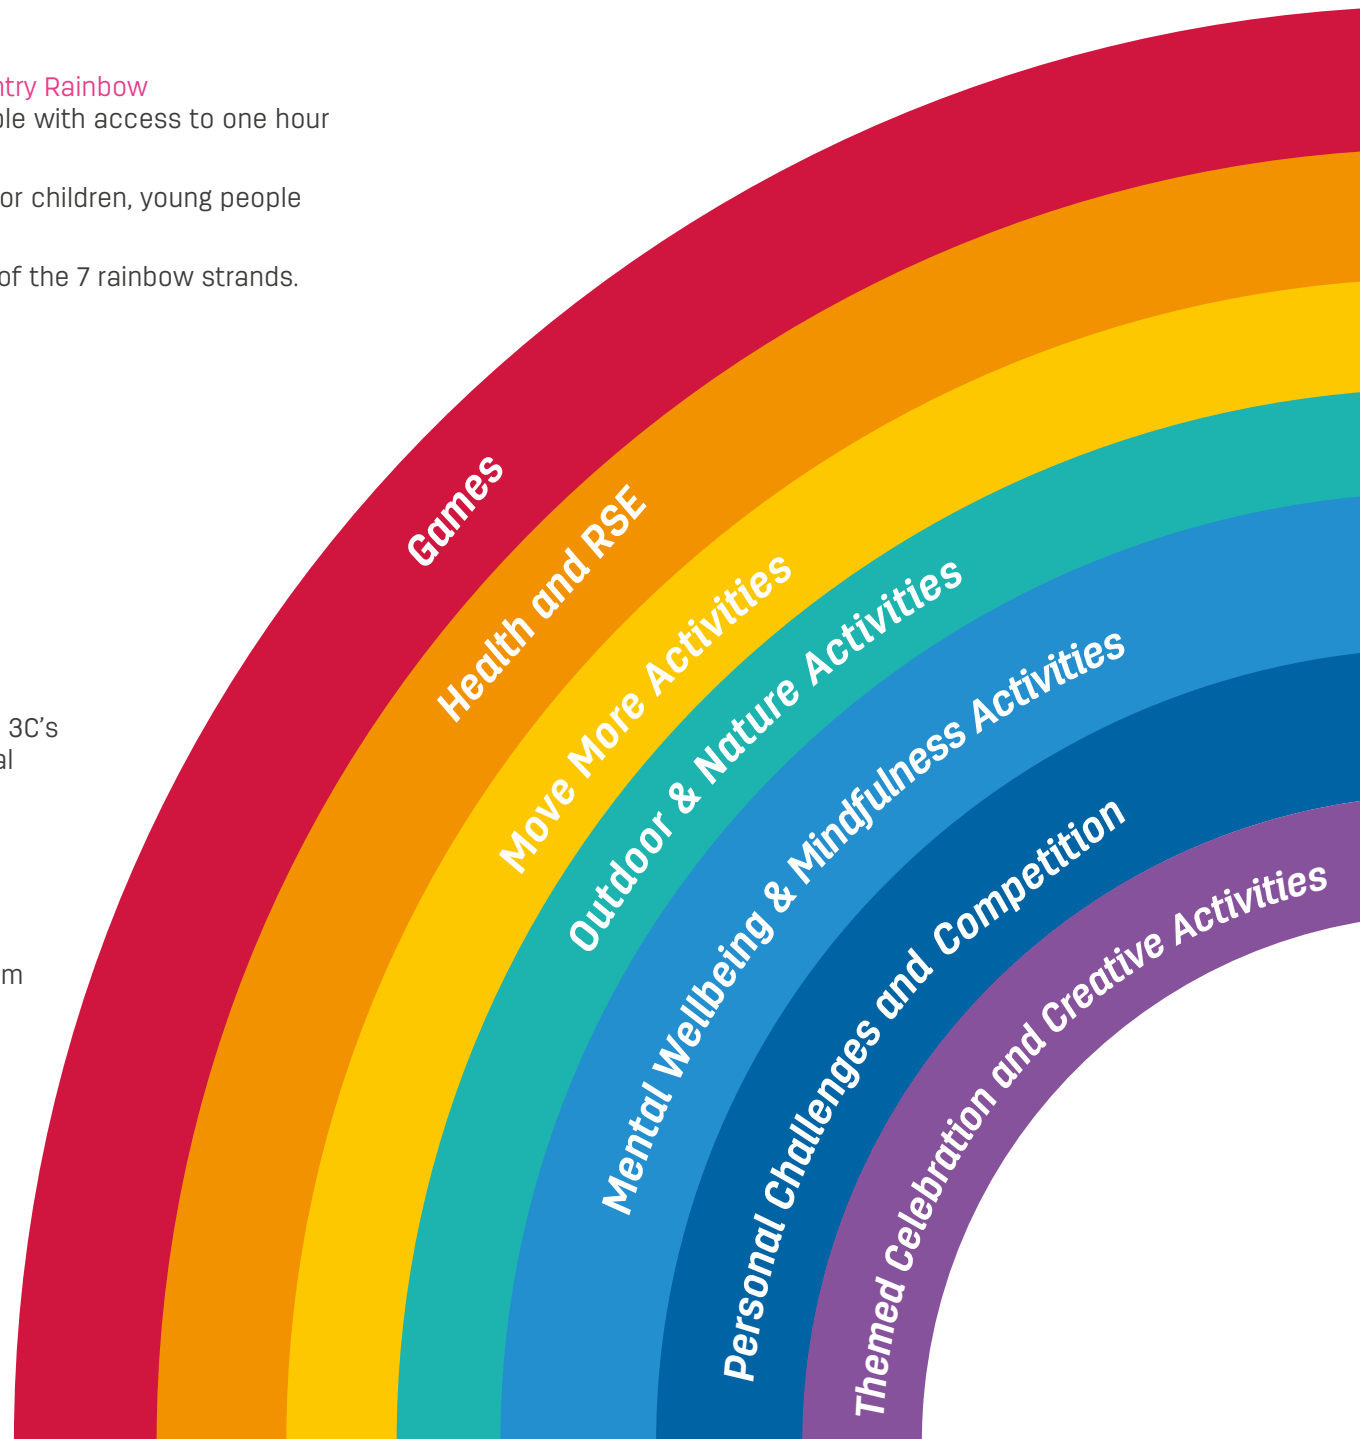 ntry Rainbow
ple with access to one hour
or children, young people
of the 7 rainbow strands.
3C's
al
m
Games
Health and RSE
Move More Activities
Outdoor & Nature Activities
Mental Wellbeing & Mindfulness Activities
Personal Challenges and Competition
Themed Celebration and Creative Activities